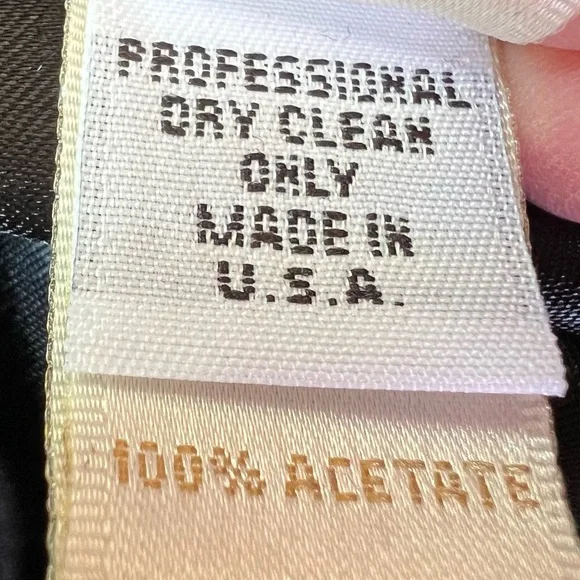 PROFESSIONAL
DRY CLEAN
ONLY
MADE IN
U.S.A.
100% ACETATE